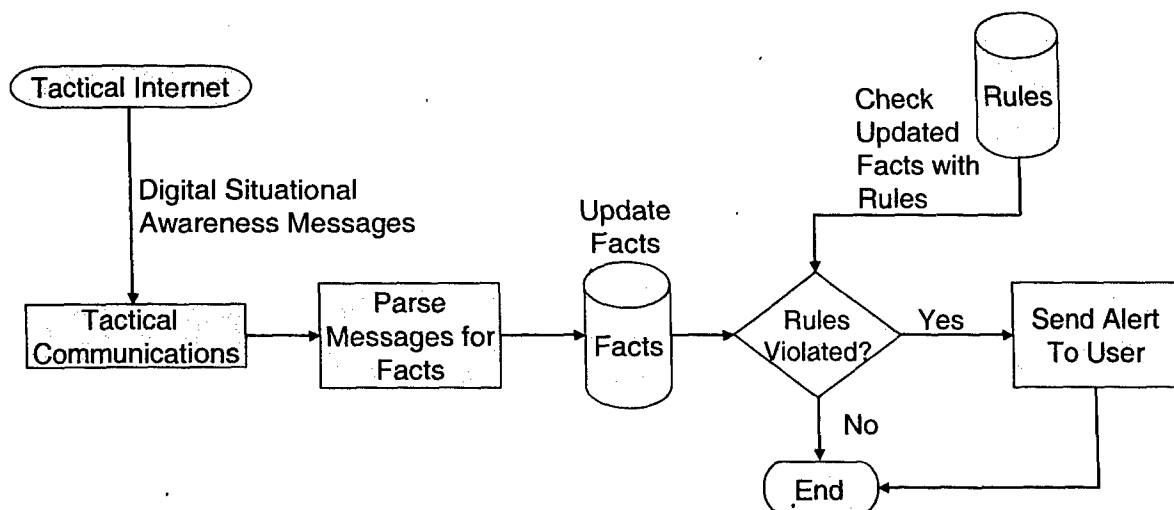 Tactical Internet
Digital Situational
Awareness Messages
Tactical
Communications
Parse
Messages for
Facts
Update
Facts
Facts
Check
Updated
Facts with
Rules
Rules
Rules
Violated?
Yes
Send Alert
To User
No
End